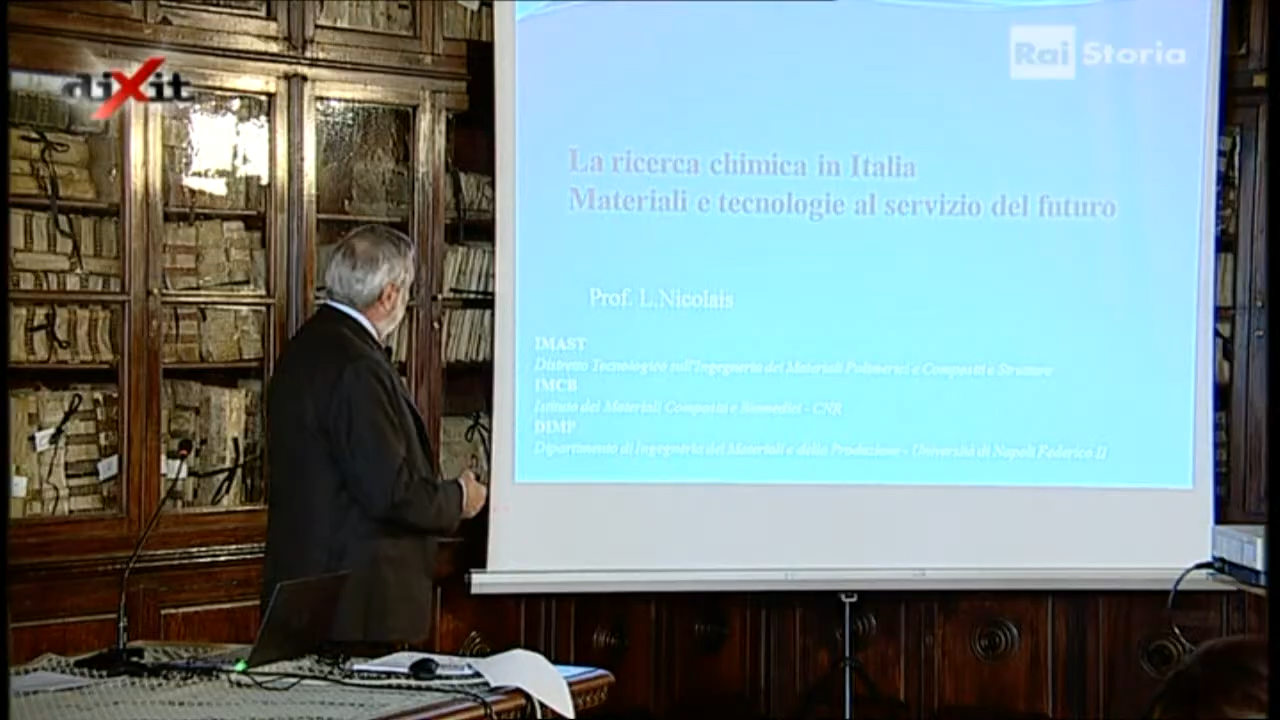 diXit
Rai Storia
La ricerca chimica in Italia
Materiali e tecnologie al servizio del futuro
Prof. L.Nicolais
IMAST
Distretto Tecnologico sull'Ingegneria dei Materiali Polimerici e Compositi e Strutture
IMCB
Istituto dei Materiali Compositi e Biomedici - CNR
DIMP
Dipartimento di Ingegneria dei Materiali e della Produzione - Università di Napoli Federico II